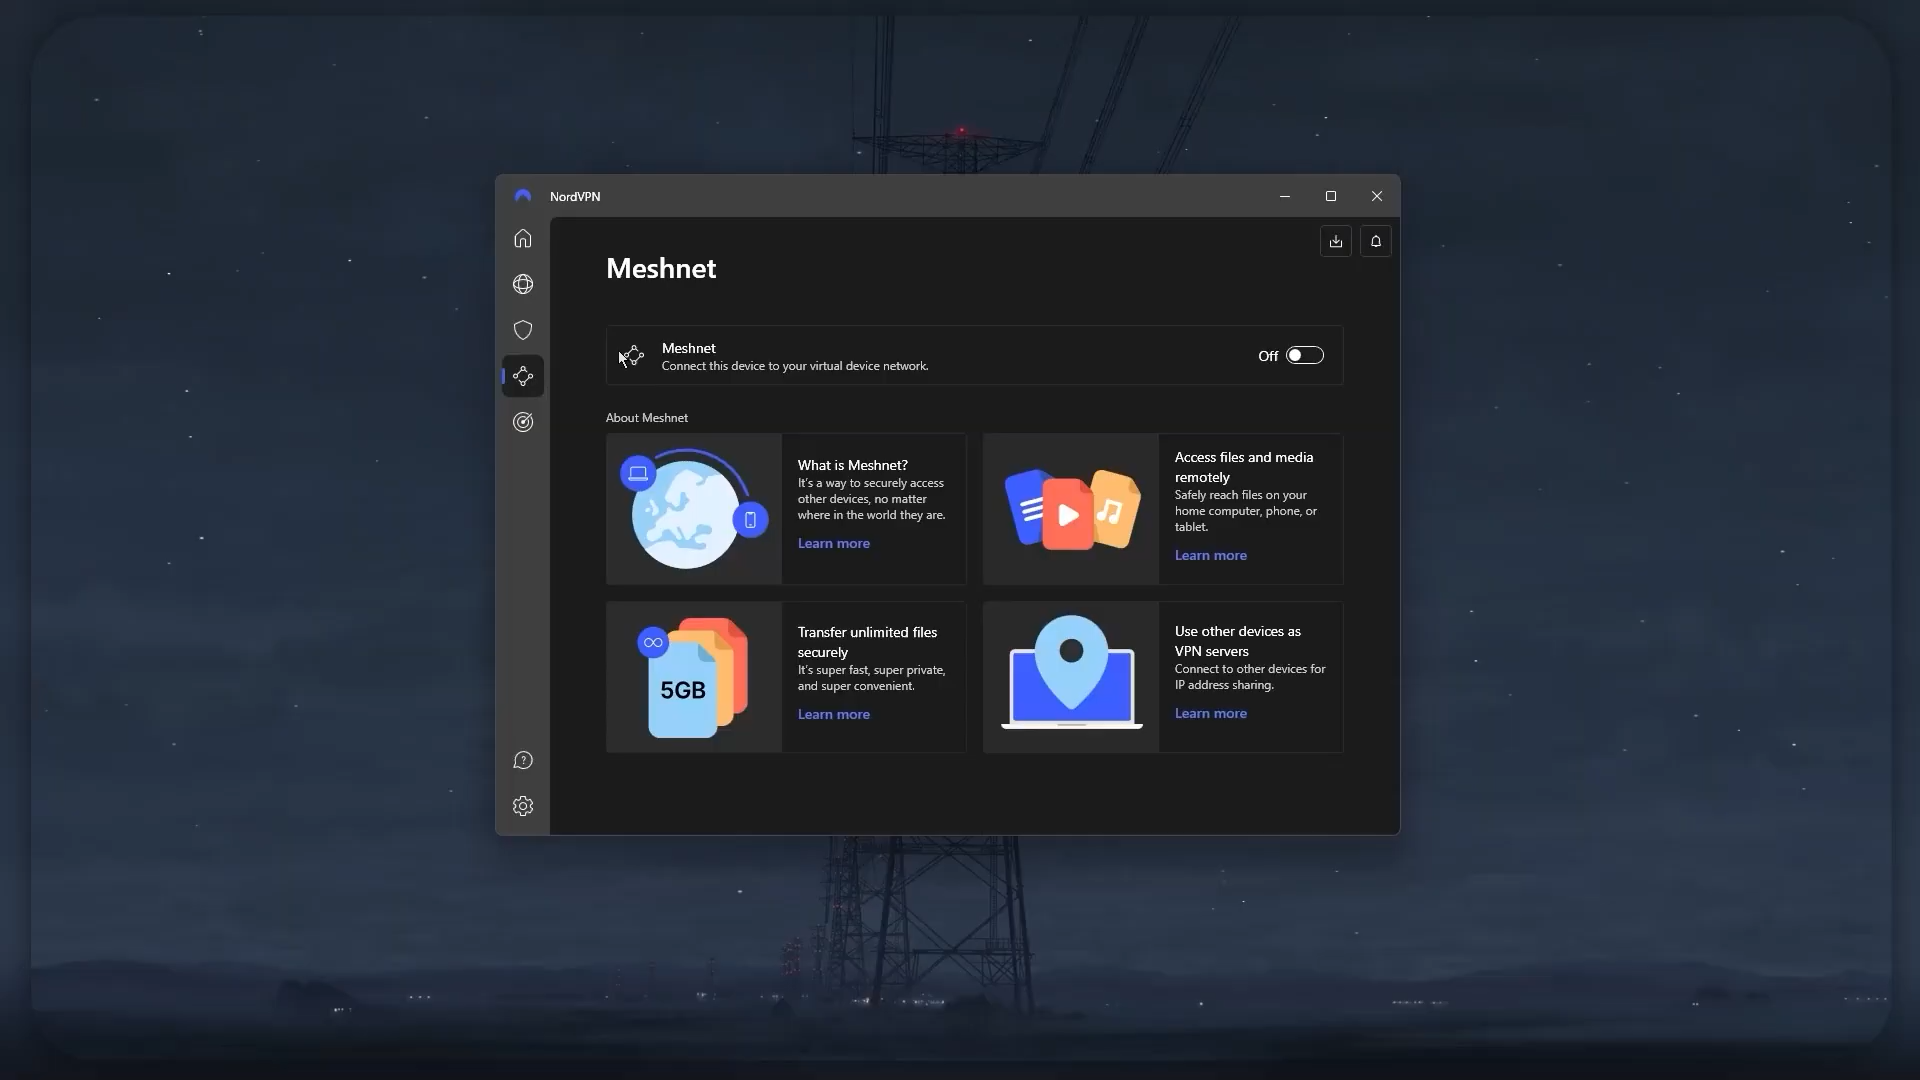 NordVPN
Meshnet
Meshnet
Connect this device to your virtual device network.
Off
About Meshnet
What is Meshnet?
It's a way to securely access
other devices, no matter
where in the world they are.
Learn more
Access files and media
remotely
Safely reach files on your
home computer, phone, or
tablet.
Learn more
5GB
Transfer unlimited files
securely
It's super fast, super private,
and super convenient.
Learn more
Use other devices as
VPN servers
Connect to other devices for
IP address sharing.
Learn more